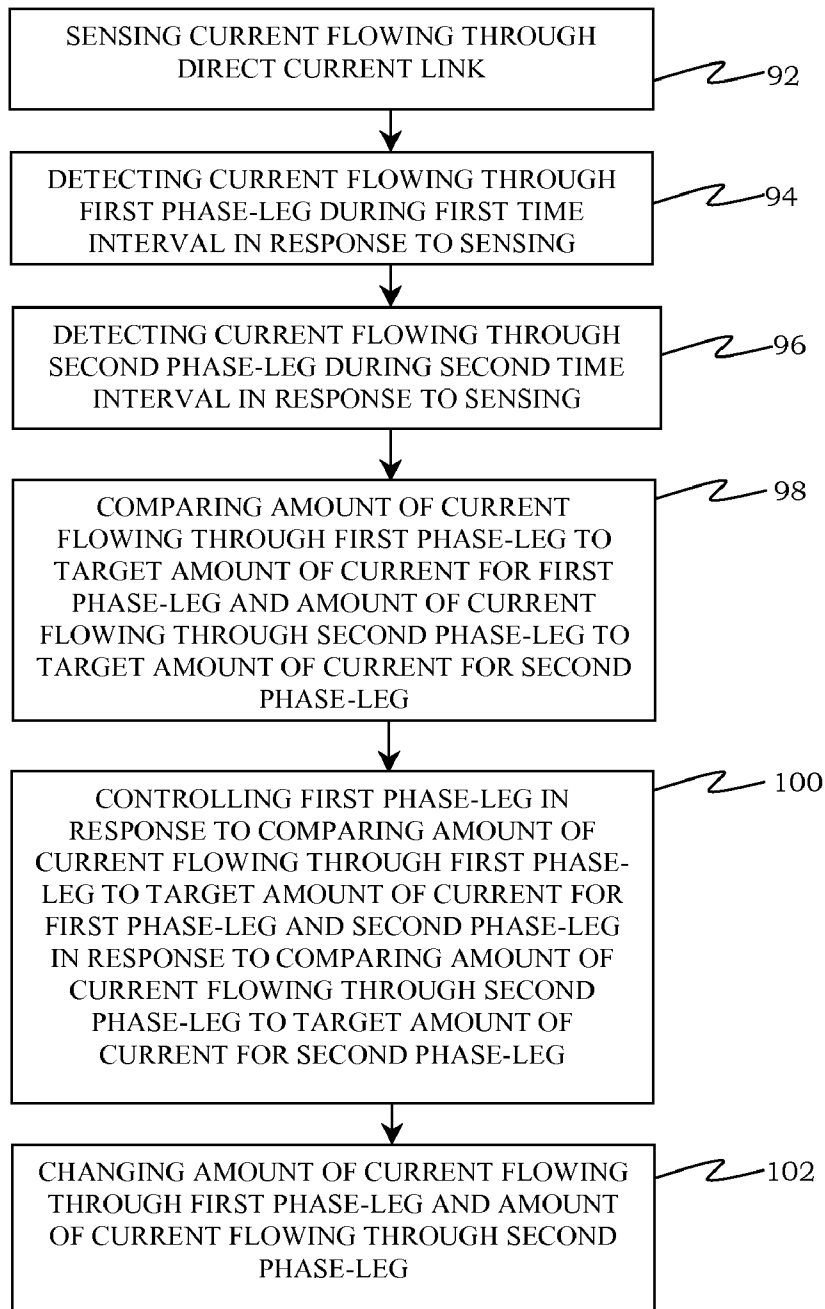 SENSING CURRENT FLOWING THROUGH
DIRECT CURRENT LINK
92
DETECTING CURRENT FLOWING THROUGH
FIRST PHASE-LEG DURING FIRST TIME
INTERVAL IN RESPONSE TO SENSING
94
DETECTING CURRENT FLOWING THROUGH
SECOND PHASE-LEG DURING SECOND TIME
INTERVAL IN RESPONSE TO SENSING
96
COMPARING AMOUNT OF CURRENT
FLOWING THROUGH FIRST PHASE-LEG TO
TARGET AMOUNT OF CURRENT FOR FIRST
PHASE-LEG AND AMOUNT OF CURRENT
FLOWING THROUGH SECOND PHASE-LEG TO
TARGET AMOUNT OF CURRENT FOR SECOND
PHASE-LEG
98
CONTROLLING FIRST PHASE-LEG IN
RESPONSE TO COMPARING AMOUNT OF
CURRENT FLOWING THROUGH FIRST PHASE-
LEG TO TARGET AMOUNT OF CURRENT FOR
FIRST PHASE-LEG AND SECOND PHASE-LEG
IN RESPONSE TO COMPARING AMOUNT OF
CURRENT FLOWING THROUGH SECOND
PHASE-LEG TO TARGET AMOUNT OF
CURRENT FOR SECOND PHASE-LEG
100
CHANGING AMOUNT OF CURRENT FLOWING
THROUGH FIRST PHASE-LEG AND AMOUNT
OF CURRENT FLOWING THROUGH SECOND
PHASE-LEG
102